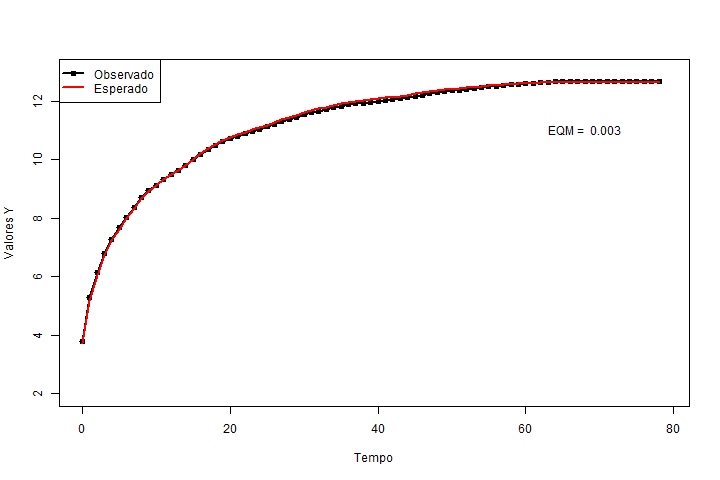 Observado
Esperado
EQM = 0.003
Valores Y
12
10
8
6
4
2
0
20
40
60
80
Tempo